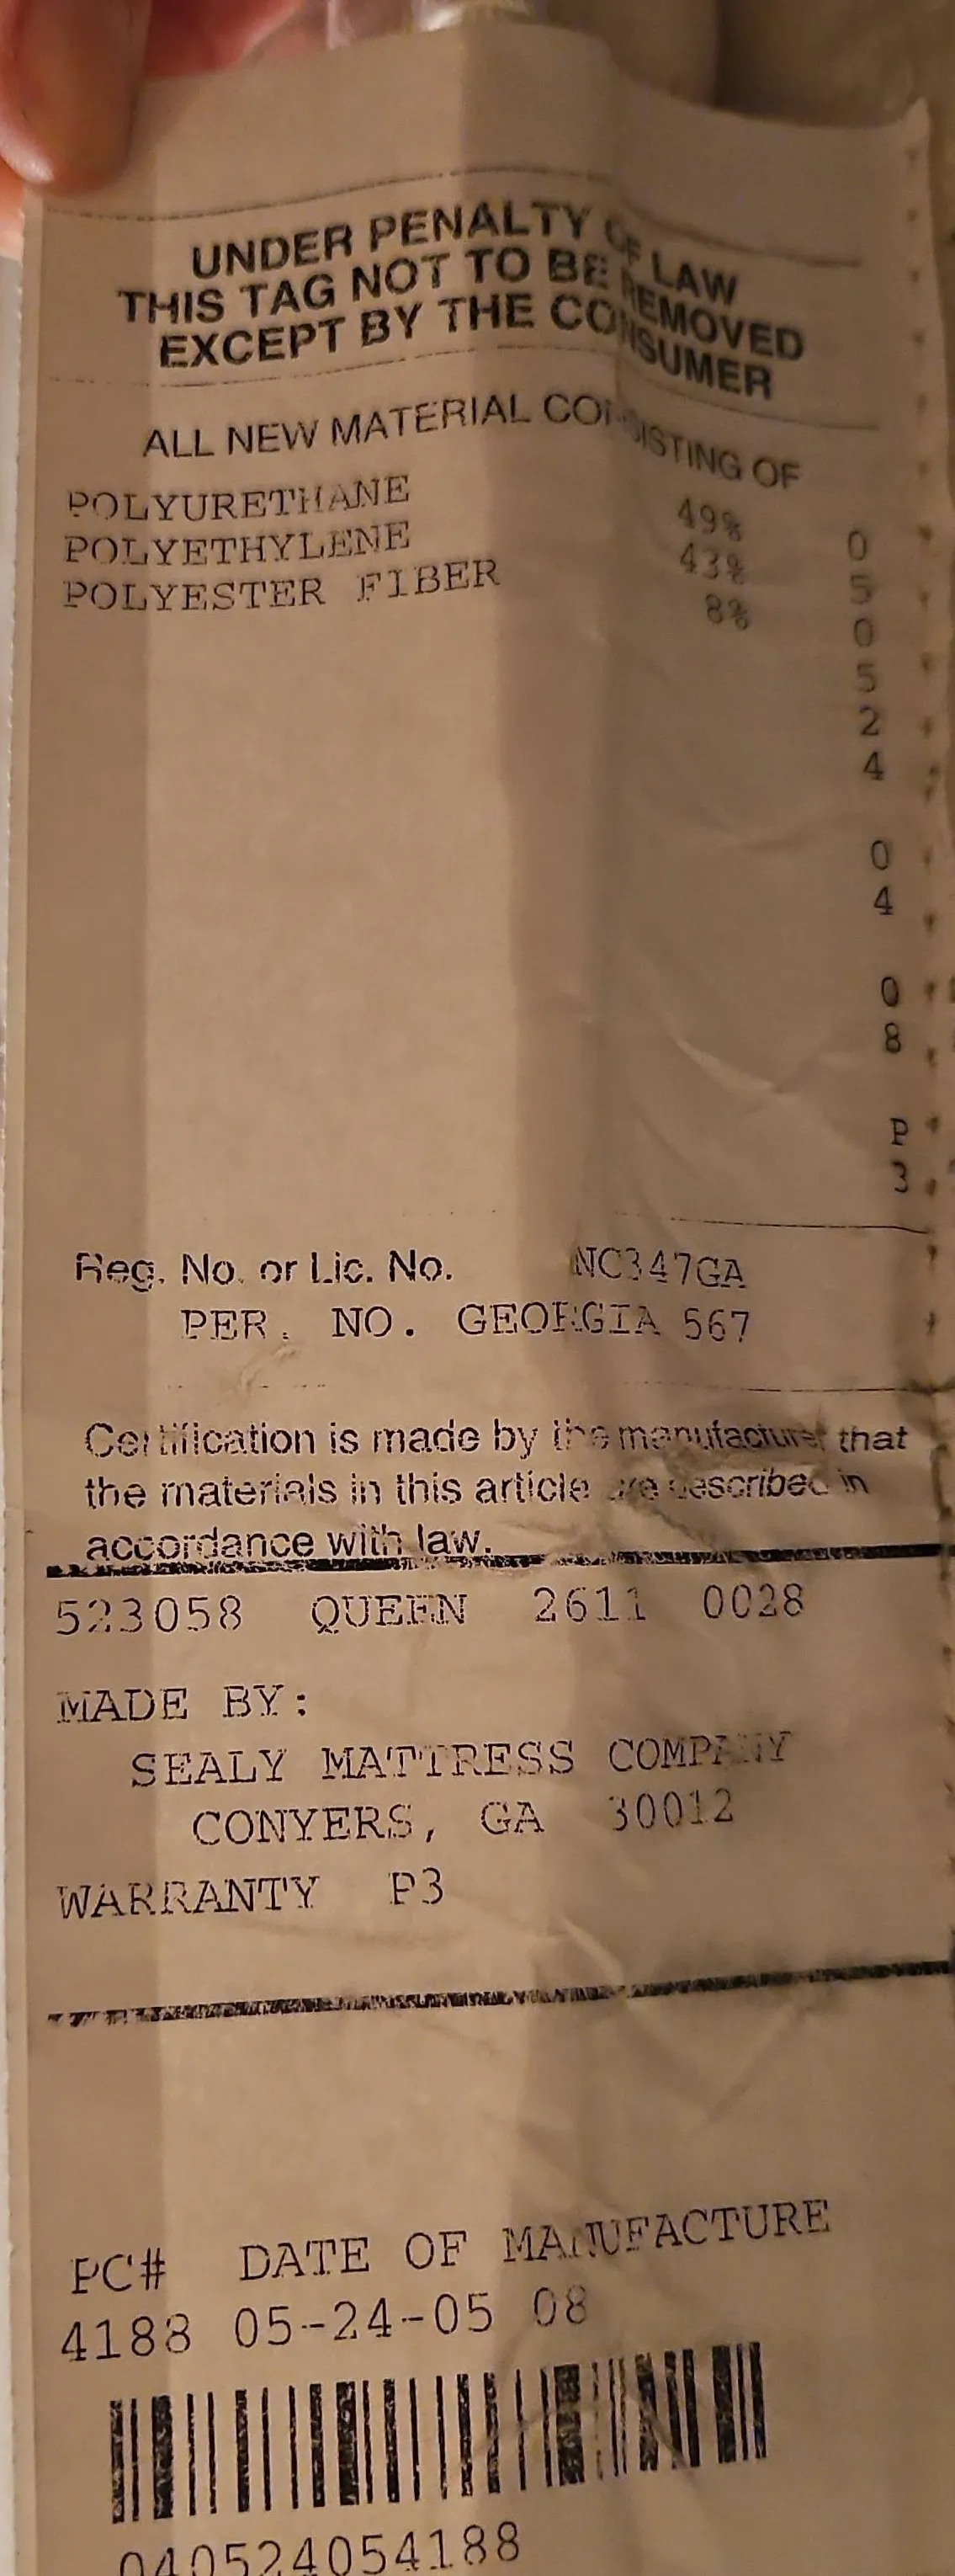 UNDER PENALTY OF LAW
THIS TAG NOT TO BE REMOVED
EXCEPT BY THE CONSUMER
ALL NEW MATERIAL CONSISTING OF
POLYURETHANE 49%
POLYETHYLENE 43%
POLYESTER FIBER 8%
050524 04 08 P3
Reg. No. or Lic. No. NC347GA
PER. NO. GEORGIA 567
Certification is made by the manufacturer that
the materials in this article are described in
accordance with law.
523058 QUEEN 2611 0028
MADE BY:
SEALY MATTRESS COMPANY
CONYERS, GA 30012
WARRANTY P3
PC# DATE OF MANUFACTURE
4188 05-24-05 08
040524054188